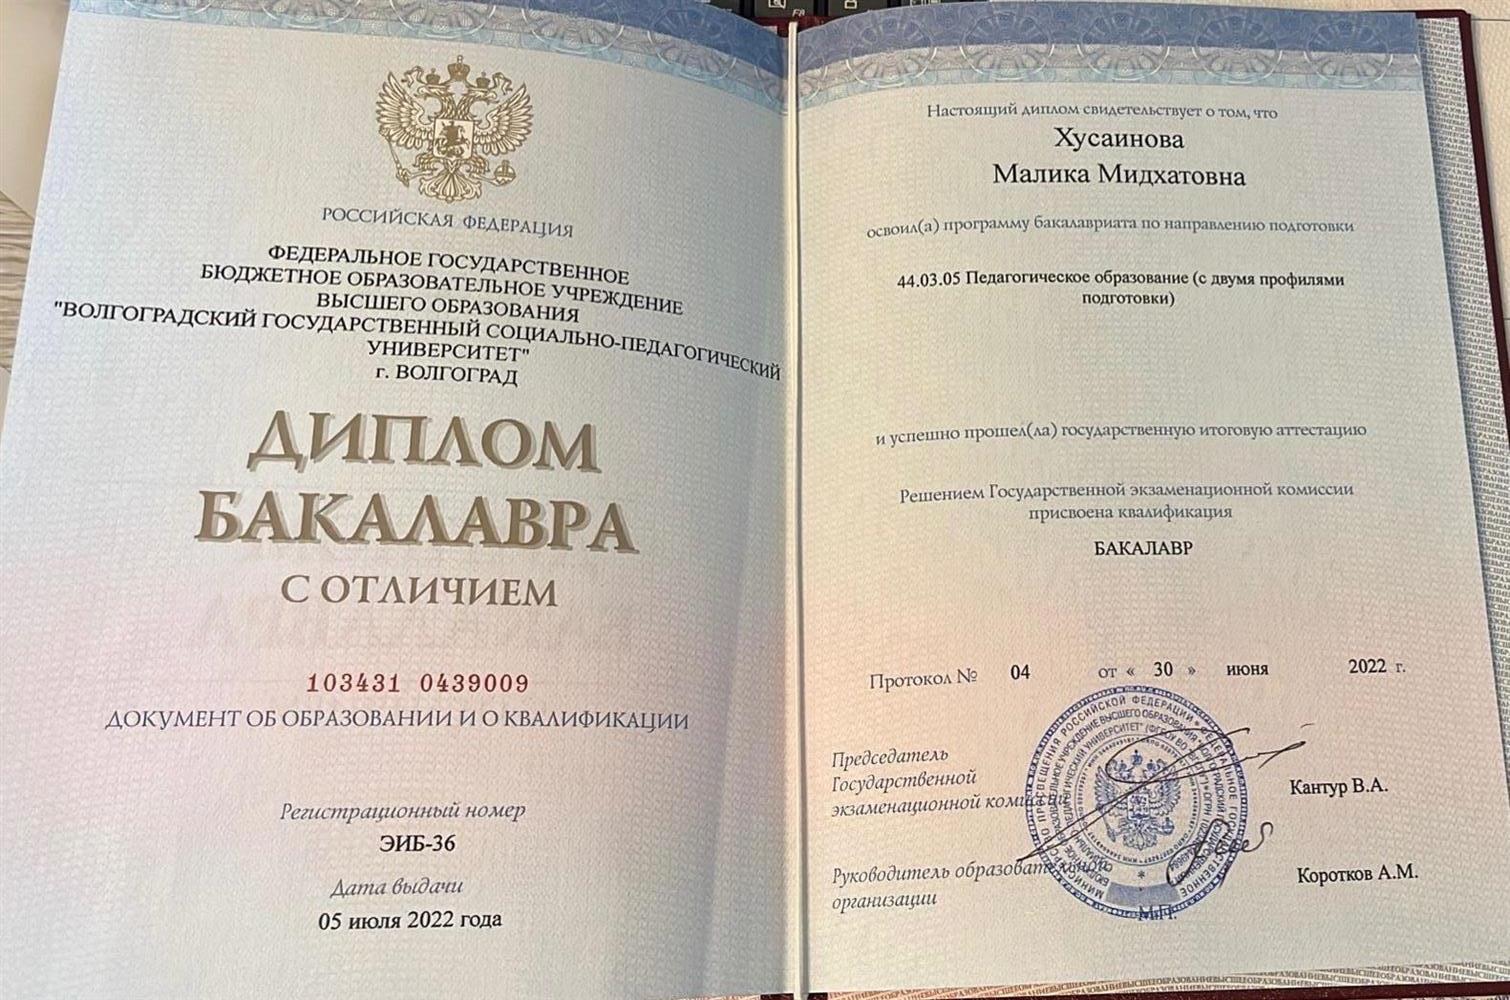 РОССИЙСКАЯ ФЕДЕРАЦИЯ
ФЕДЕРАЛЬНОЕ ГОСУДАРСТВЕННОЕ
БЮДЖЕТНОЕ ОБРАЗОВАТЕЛЬНОЕ УЧРЕЖДЕНИЕ
ВЫСШЕГО ОБРАЗОВАНИЯ
"ВОЛГОГРАДСКИЙ ГОСУДАРСТВЕННЫЙ СОЦИАЛЬНО-ПЕДАГОГИЧЕСКИЙ
УНИВЕРСИТЕТ"
г. ВОЛГОГРАД
ДИПЛОМ
БАКАЛАВРА
С ОТЛИЧИЕМ
103431 0439009
ДОКУМЕНТ ОБ ОБРАЗОВАНИИ И О КВАЛИФИКАЦИИ
Регистрационный номер
ЭИБ-36
Дата выдачи
05 июля 2022 года
Настоящий диплом свидетельствует о том, что
Хусаинова
Малика Мидхатовна
освоил(а) программу бакалавриата по направлению подготовки
44.03.05 Педагогическое образование (с двумя профилями
подготовки)
и успешно прошел(ла) государственную итоговую аттестацию
Решением Государственной экзаменационной комиссии
присвоена квалификация
БАКАЛАВР
Протокол № 04 от « 30 » июня 2022 г.
Председатель
Государственной
экзаменационной комиссии
Кантур В.А.
Руководитель образовательной
организации
Коротков А.М.
М.П.